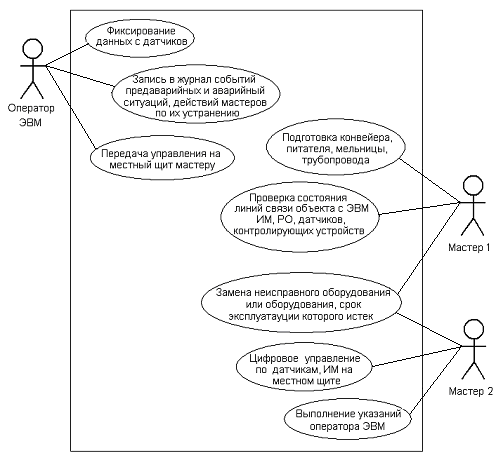 Фиксирование
данных с датчиков
Оператор
ЭВМ
Запись в журнал событий
предаварийных и аварийный
ситуаций, действий мастеров
по их устранению
Передача управления на
местный щит мастеру
Подготовка конвейера,
питателя, мельницы,
трубопровода
Проверка состояния
линий связи объекта с ЭВМ
ИМ, РО, датчиков,
контролирующих устройств
Мастер 1
Замена неисправного оборудования
или оборудования, срок
эксплуатауции которого истек
Цифровое управление
по датчикам, ИМ на
местном щите
Мастер 2
Выполнение указаний
оператора ЭВМ